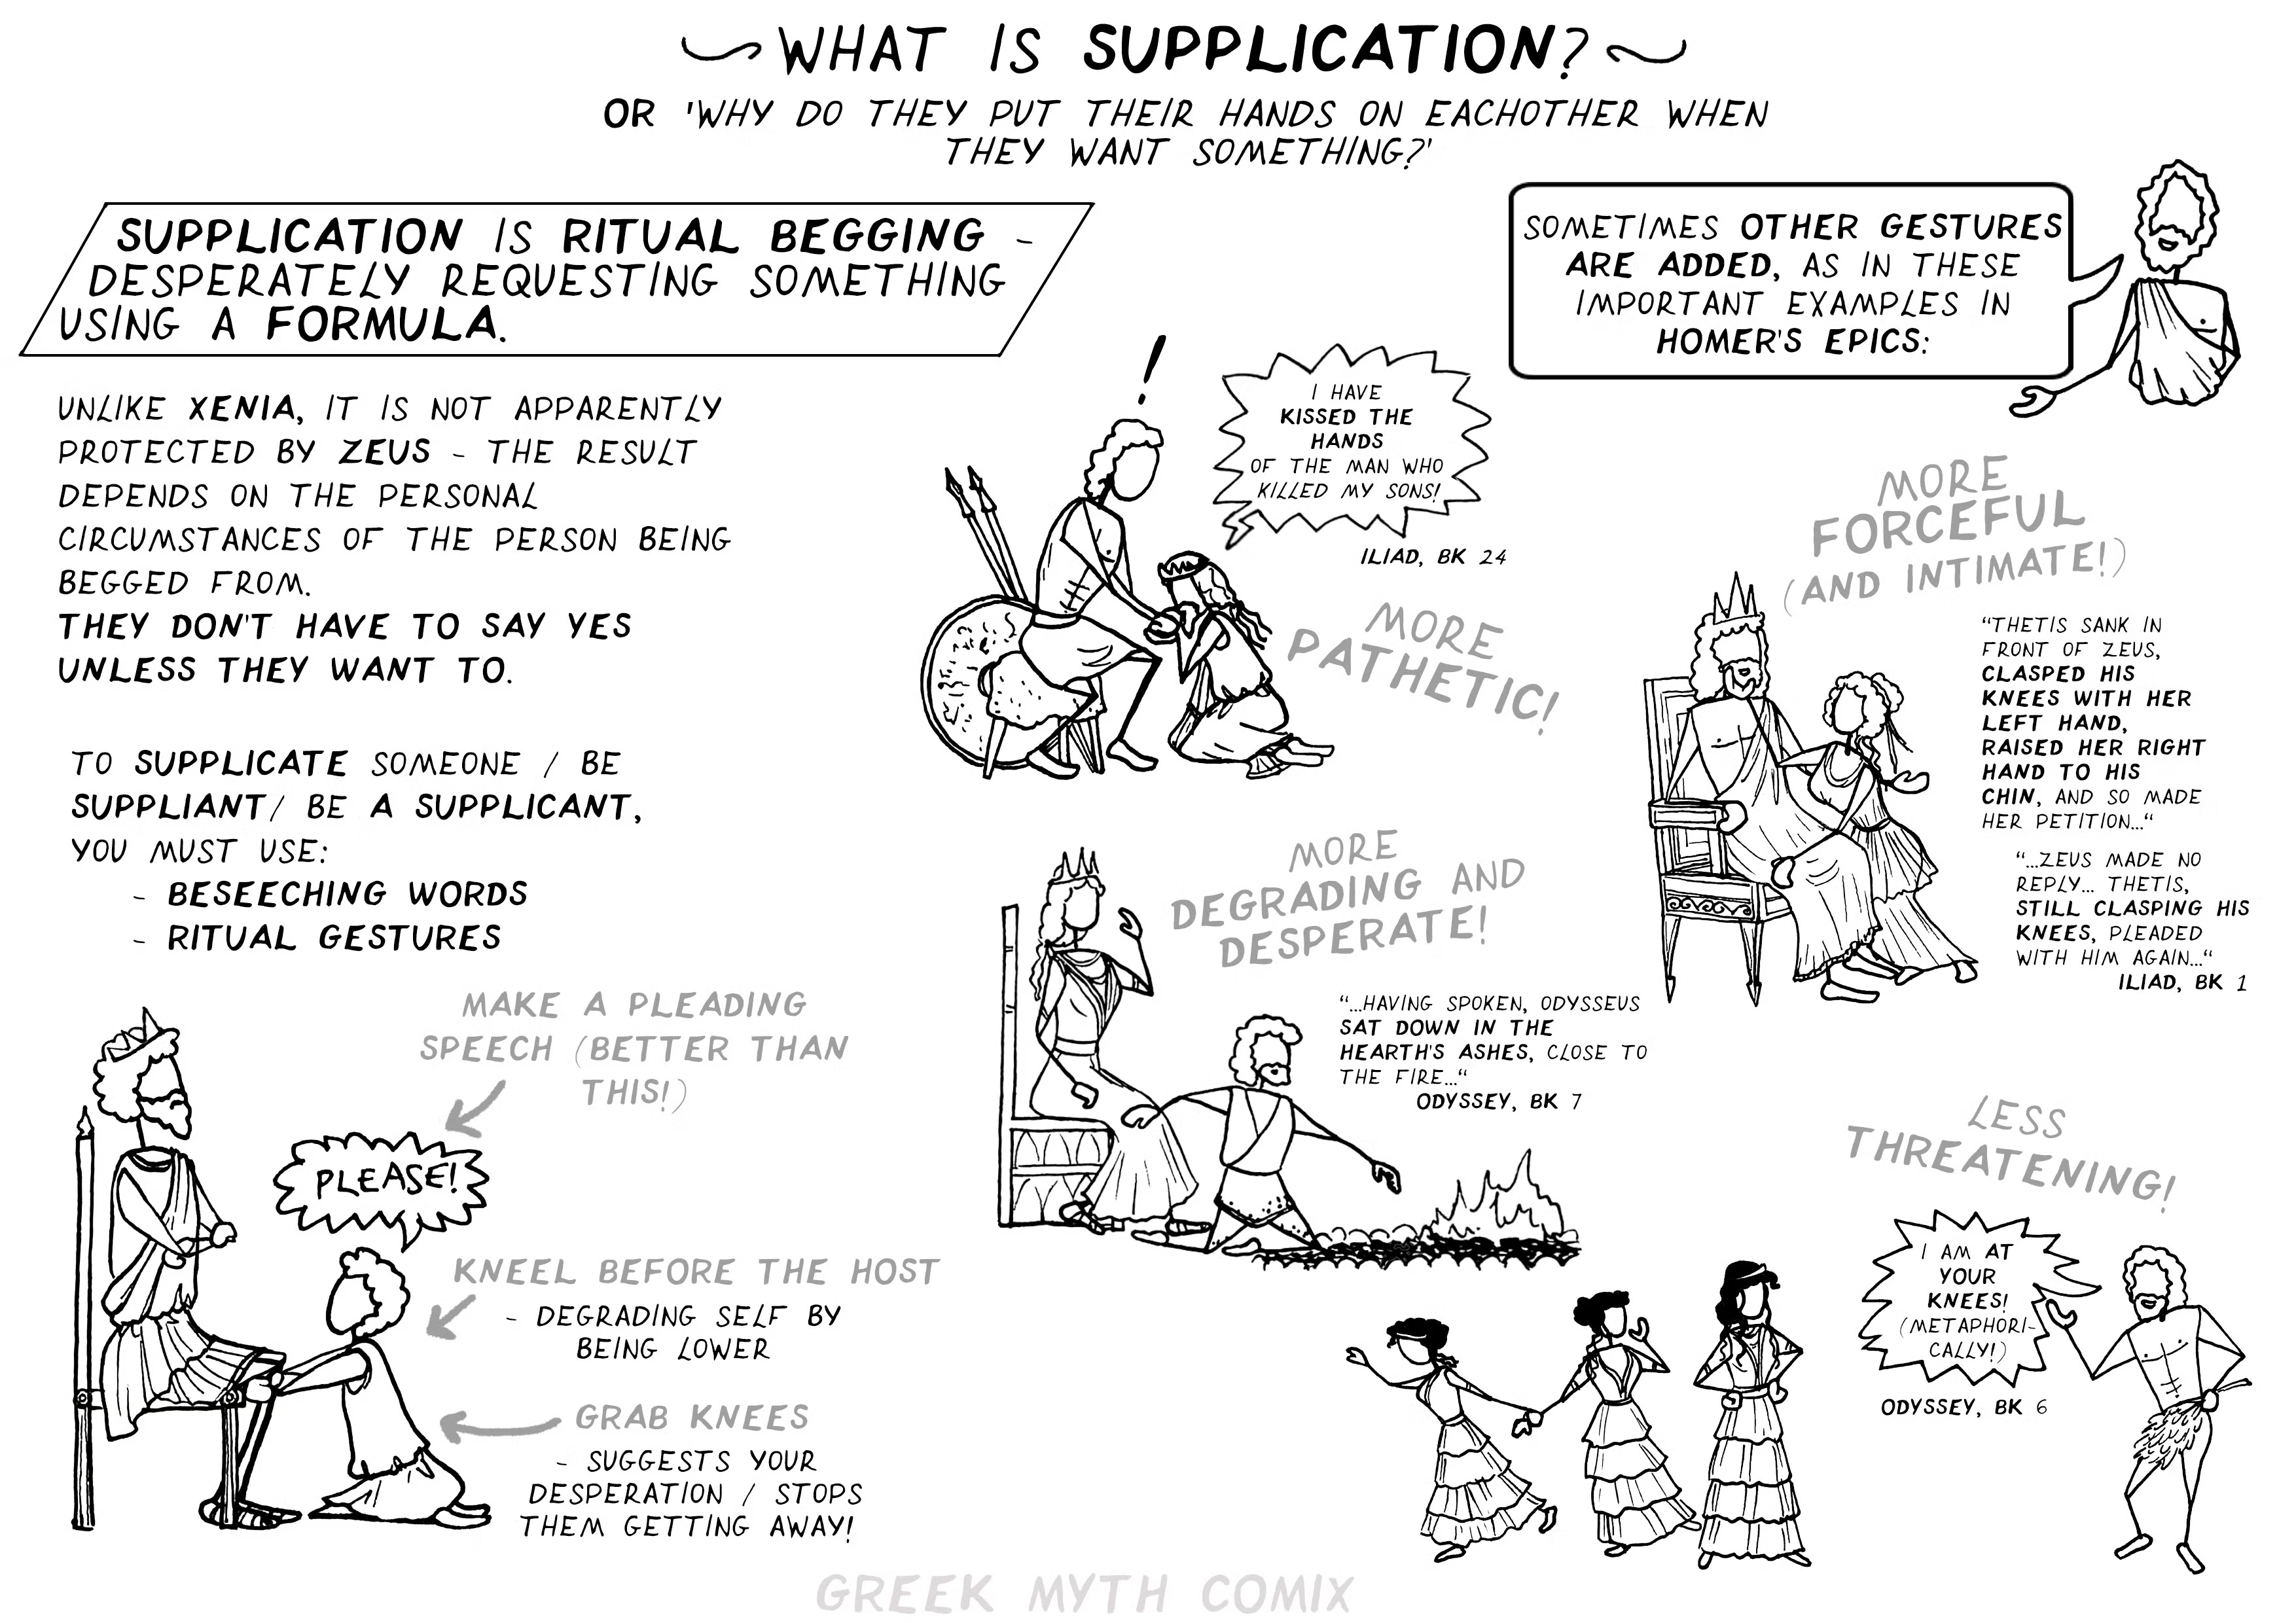 WHAT IS SUPPLICATION?
OR 'WHY DO THEY PUT THEIR HANDS ON EACHOTHER WHEN
THEY WANT SOMETHING?'
SUPPLICATION IS RITUAL BEGGING -
DESPERATELY REQUESTING SOMETHING
USING A FORMULA.
UNLIKE XENIA, IT IS NOT APPARENTLY
PROTECTED BY ZEUS - THE RESULT
DEPENDS ON THE PERSONAL
CIRCUMSTANCES OF THE PERSON BEING
BEGGED FROM.
THEY DON'T HAVE TO SAY YES
UNLESS THEY WANT TO.
TO SUPPLICATE SOMEONE / BE
SUPPLIANT/ BE A SUPPLICANT,
YOU MUST USE:
- BESEECHING WORDS
- RITUAL GESTURES
MAKE A PLEADING
SPEECH (BETTER THAN
THIS!)
PLEASE!
KNEEL BEFORE THE HOST
- DEGRADING SELF BY
BEING LOWER
GRAB KNEES
- SUGGESTS YOUR
DESPERATION / STOPS
THEM GETTING AWAY!
SOMETIMES OTHER GESTURES
ARE ADDED, AS IN THESE
IMPORTANT EXAMPLES IN
HOMER'S EPICS:
!
I HAVE
KISSED THE
HANDS
OF THE MAN WHO
KILLED MY SONS!
ILIAD, BK 24
MORE
PATHETIC!
MORE
FORCEFUL
(AND INTIMATE!)
"THETIS SANK IN
FRONT OF ZEUS,
CLASPED HIS
KNEES WITH HER
LEFT HAND,
RAISED HER RIGHT
HAND TO HIS
CHIN, AND SO MADE
HER PETITION..."
"...ZEUS MADE NO
REPLY... THETIS,
STILL CLASPING HIS
KNEES, PLEADED
WITH HIM AGAIN..."
ILIAD, BK 1
MORE
DEGRADING AND
DESPERATE!
"...HAVING SPOKEN, ODYSSEUS
SAT DOWN IN THE
HEARTH'S ASHES, CLOSE TO
THE FIRE..."
ODYSSEY, BK 7
LESS
THREATENING!
I AM AT
YOUR
KNEES!
(METAPHORI-
CALLY!)
ODYSSEY, BK 6
GREEK MYTH COMIX